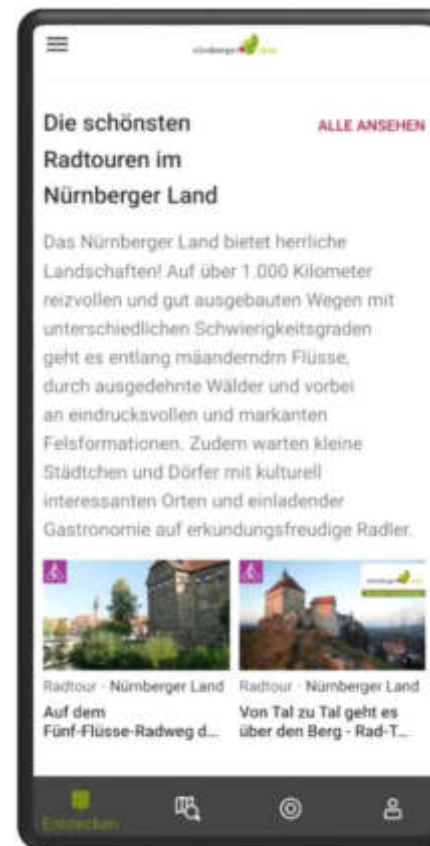 nürnberger land
Die schönsten
Radtouren im
Nürnberger Land
ALLE ANSEHEN
Das Nürnberger Land bietet herrliche
Landschaften! Auf über 1.000 Kilometer
reizvollen und gut ausgebauten Wegen mit
unterschiedlichen Schwierigkeitsgraden
geht es entlang mäanderndrn Flüsse,
durch ausgedehnte Wälder und vorbei
an eindrucksvollen und markanten
Felsformationen. Zudem warten kleine
Städtchen und Dörfer mit kulturell
interessanten Orten und einladender
Gastronomie auf erkundungsfreudige Radler.
Radtour · Nürnberger Land
Auf dem
Fünf-Flüsse-Radweg d...
Radtour · Nürnberger Land
Von Tal zu Tal geht es
über den Berg - Rad-T...
Entdecken